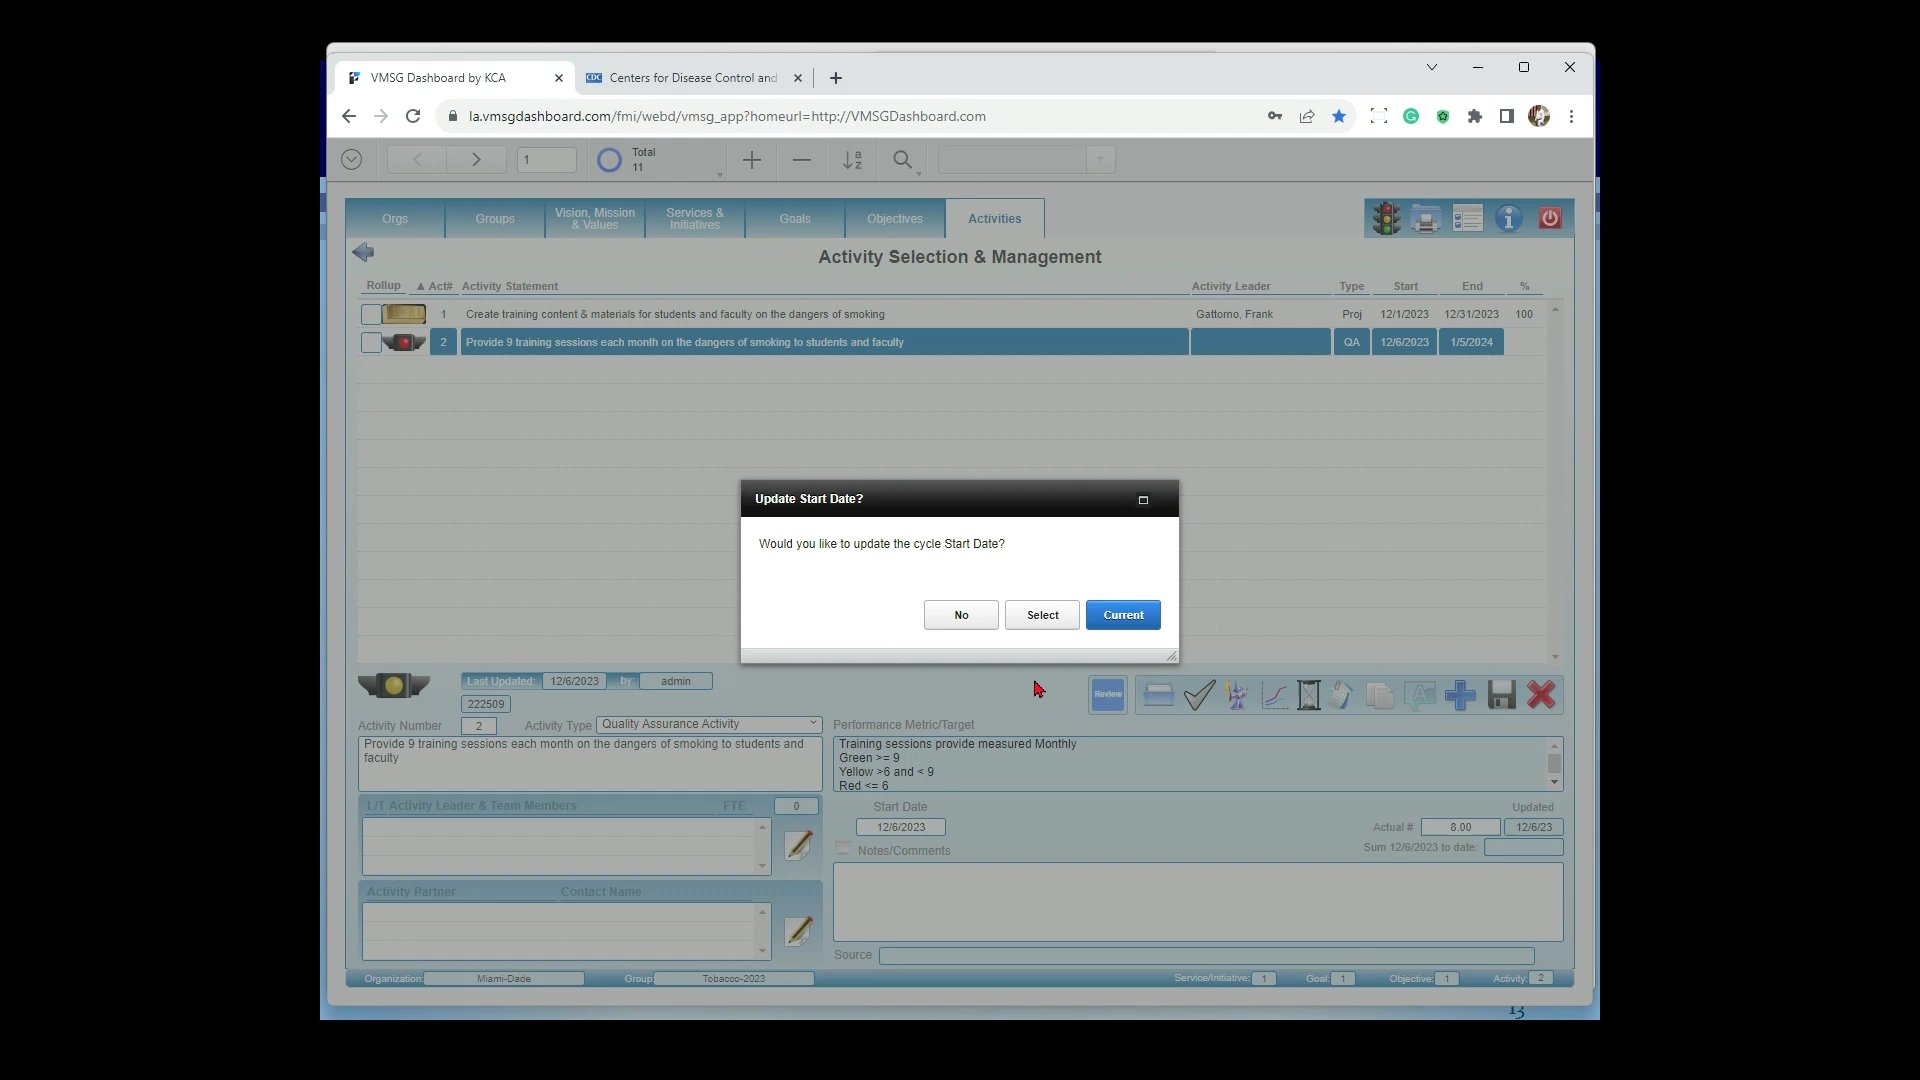 VMSG Dashboard by KCA
CDC Centers for Disease Control and
la.vmsgdashboard.com/fmi/webd/vmsg_app?homeurl=http://VMSGDashboard.com
1
Total
11
Orgs
Groups
Vision, Mission
& Values
Services &
Initiatives
Goals
Objectives
Activities
Activity Selection & Management
Rollup ▲ Act# Activity Statement Activity Leader Type Start End %
1 Create training content & materials for students and faculty on the dangers of smoking Gattorno, Frank Proj 12/1/2023 12/31/2023 100
2 Provide 9 training sessions each month on the dangers of smoking to students and faculty QA 12/6/2023 1/5/2024
Update Start Date?
Would you like to update the cycle Start Date?
No Select Current
Last Updated: 12/6/2023 by: admin
222509
Review
Activity Number 2 Activity Type Quality Assurance Activity
Provide 9 training sessions each month on the dangers of smoking to students and
faculty
Performance Metric/Target
Training sessions provide measured Monthly
Green >= 9
Yellow >6 and < 9
Red <= 6
L/T Activity Leader & Team Members FTE 0
Start Date
12/6/2023
Updated
Actual # 8.00 12/6/23
Sum 12/6/2023 to date:
Notes/Comments
Activity Partner Contact Name
Source
Organization: Miami-Dade Group: Tobacco-2023 Service/Initiative: 1 Goal: 1 Objective: 1 Activity: 2
13